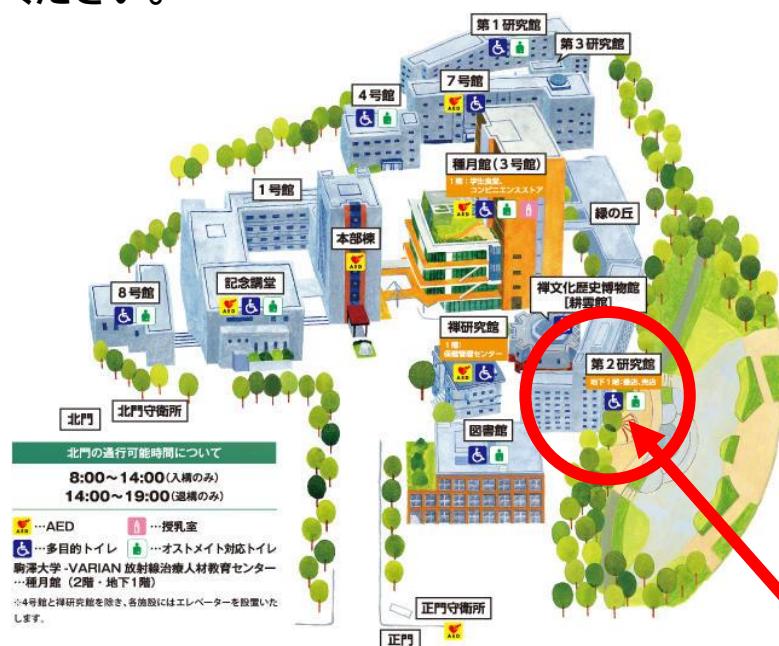 ください。
第1研究館
第3研究館
7号館
AED
4号館
種月館(3号館)
1階:学生食堂、
コンビニエンスストア
AED
1号館
緑の丘
本部棟
AED
記念講堂
AED
禅文化歴史博物館
[耕雲館]
8号館
禅研究館
1階:
保健管理センター
AED
第2研究館
地下1階:書店、売店
図書館
北門
北門守衛所
北門の通行可能時間について
8:00~14:00(入構のみ)
14:00~19:00(退構のみ)
AED …AED
…授乳室
…多目的トイレ
…オストメイト対応トイレ
駒澤大学-VARIAN 放射線治療人材教育センター
…種月館(2階・地下1階)
※4号館と禅研究館を除き、各施設にはエレベーターを設置いた
します。
正門守衛所
AED
正門